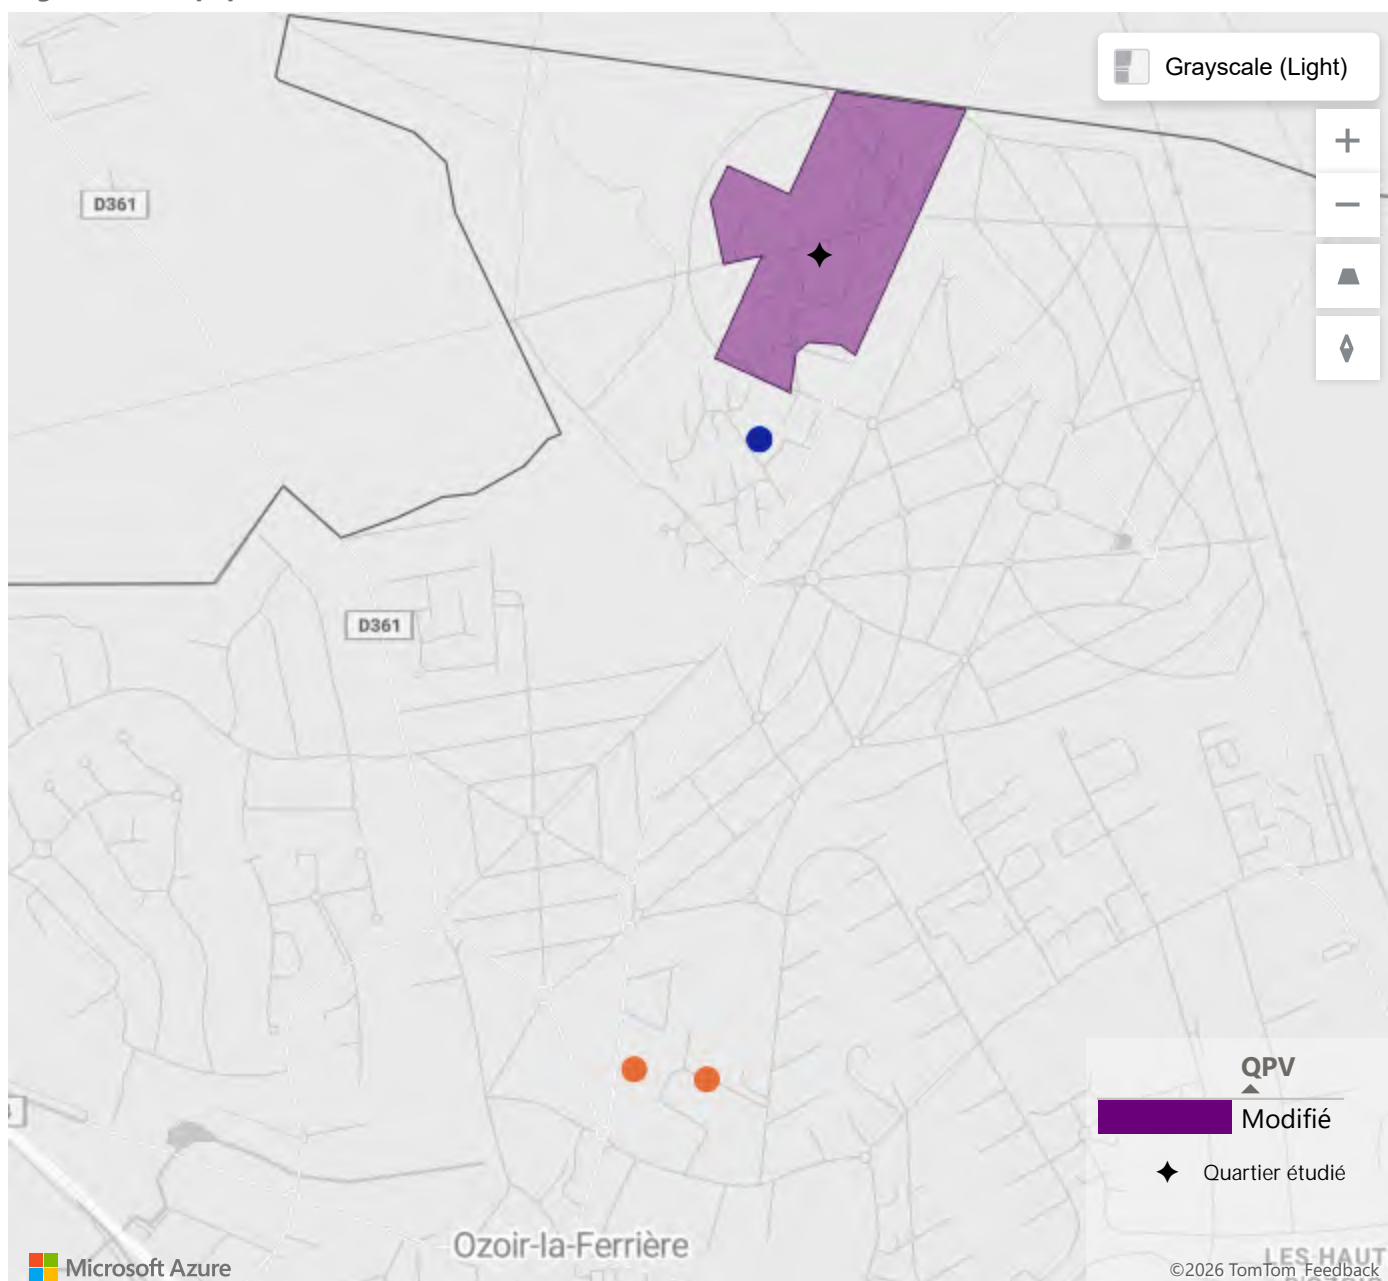 Grayscale (Light)
D361
D361
QPV
Modifié
Quartier étudié
Ozoir-la-Ferrière
LES HAUT
Microsoft Azure
©2026 TomTom Feedback